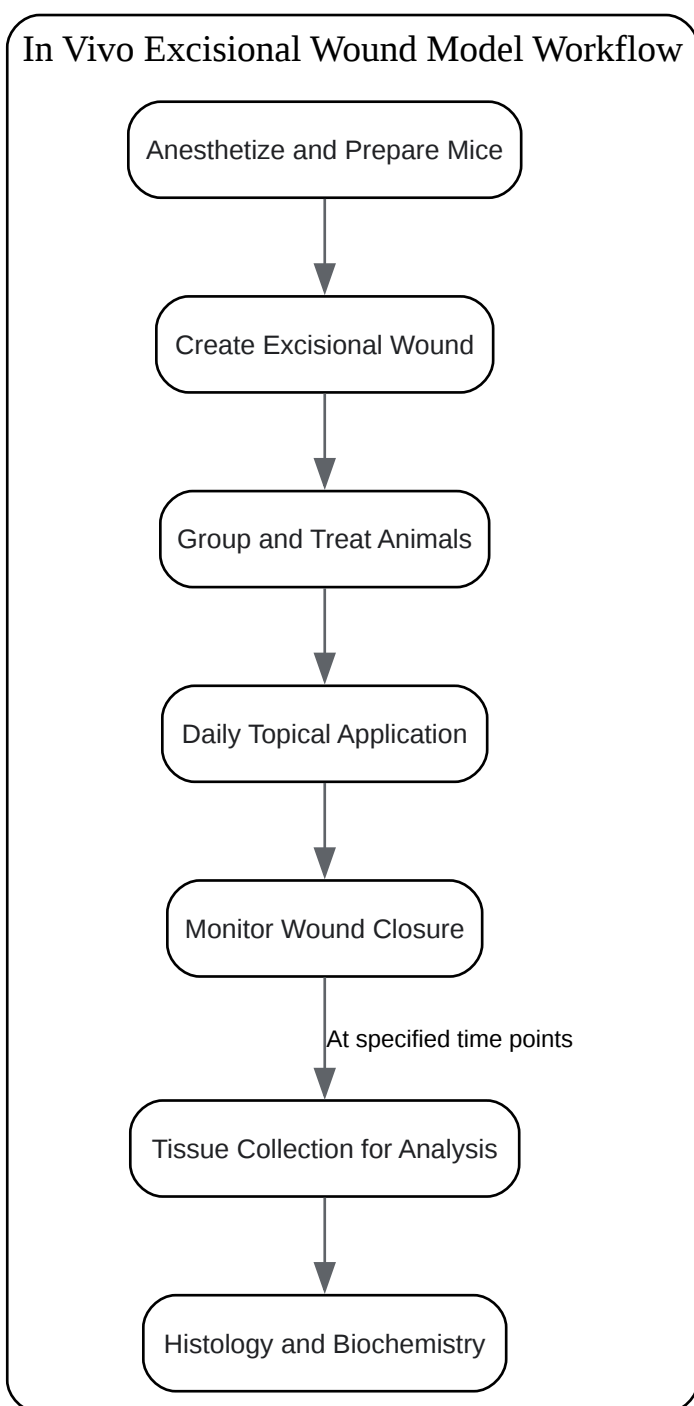 In Vivo Excisional Wound Model Workflow
Anesthetize and Prepare Mice
Create Excisional Wound
Group and Treat Animals
Daily Topical Application
Monitor Wound Closure
At specified time points
Tissue Collection for Analysis
Histology and Biochemistry